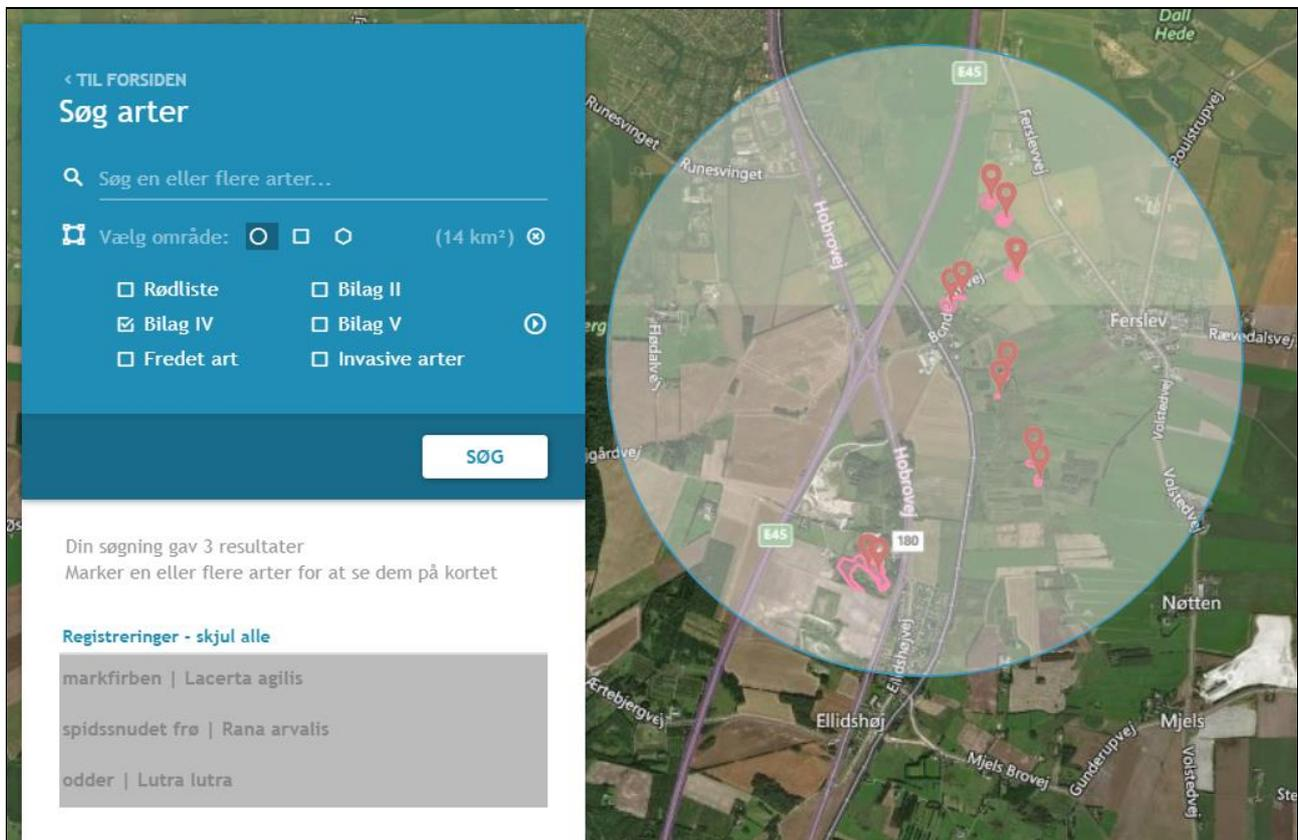 < TIL FORSIDEN
Søg arter
Søg en eller flere arter...
Vælg område:
(14 km²)
Rødliste
Bilag II
Bilag IV
Bilag V
Fredet art
Invasive arter
SØG
Din søgning gav 3 resultater
Marker en eller flere arter for at se dem på kortet
Registreringer - skjul alle
markfirben | Lacerta agilis
spidssnudet frø | Rana arvalis
odder | Lutra lutra
Dall
Hede
E45
Runesvinget
Runesvinget
Ferslevvej
Poulstrupvej
Hobrovej
Ferslev
Rævedalsvej
Flødalvej
Volstedvej
Hobrovej
Volstedvej
E45
180
Nøtten
Ellidshøjvej
Ærtebjergvej
Ellidshøj
Mjels
Mjels Brovej
Gunderupvej
Volstedvej